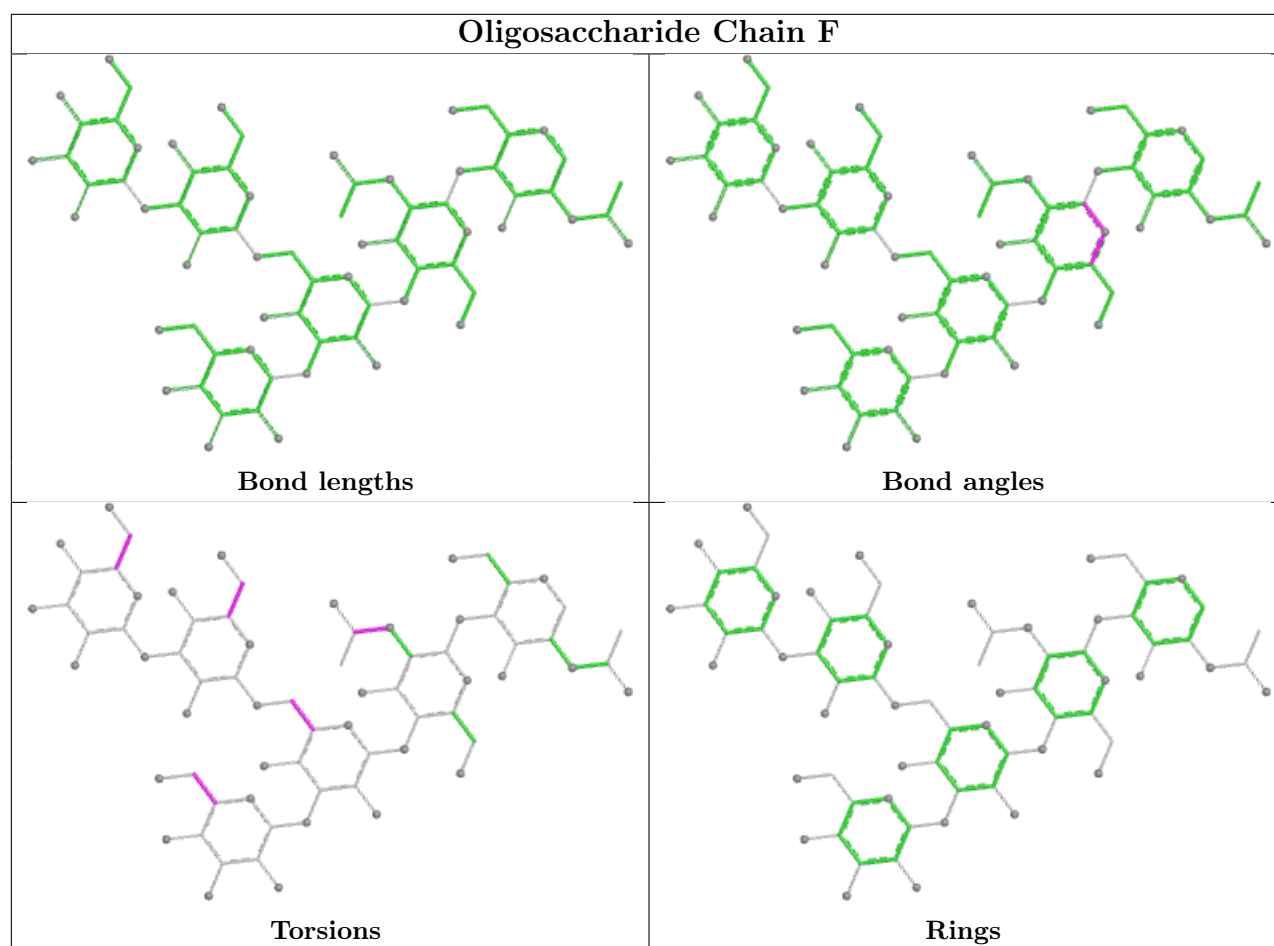 Oligosaccharide Chain F
Bond lengths
Bond angles
Torsions
Rings